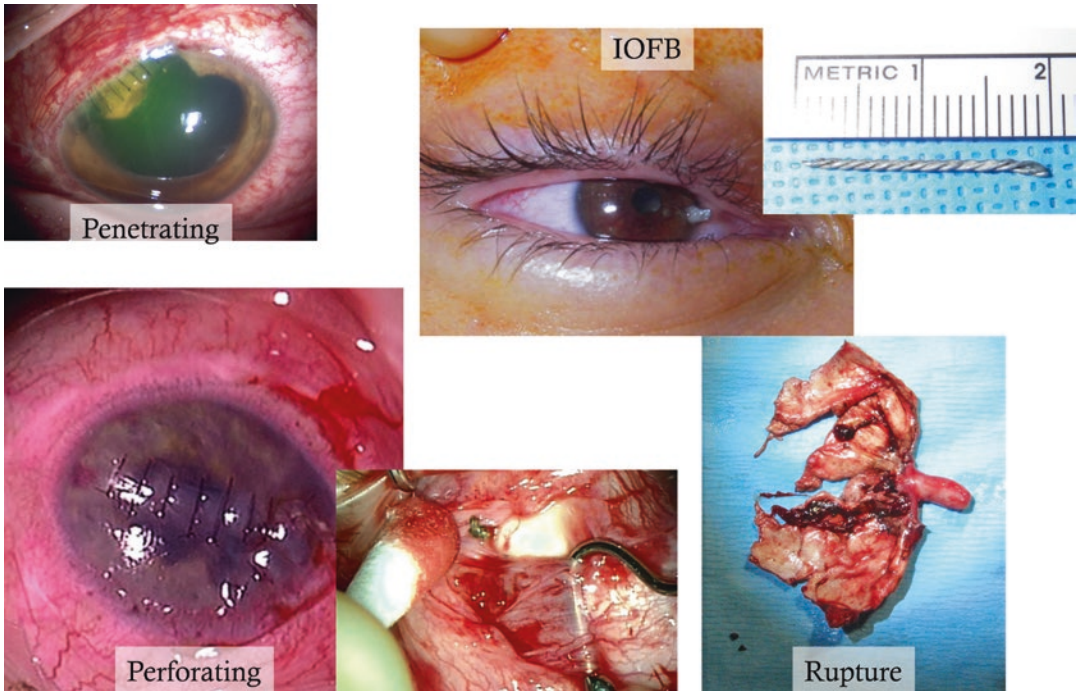 IOFB
METRIC 1 2
Penetrating
Perforating
Rupture